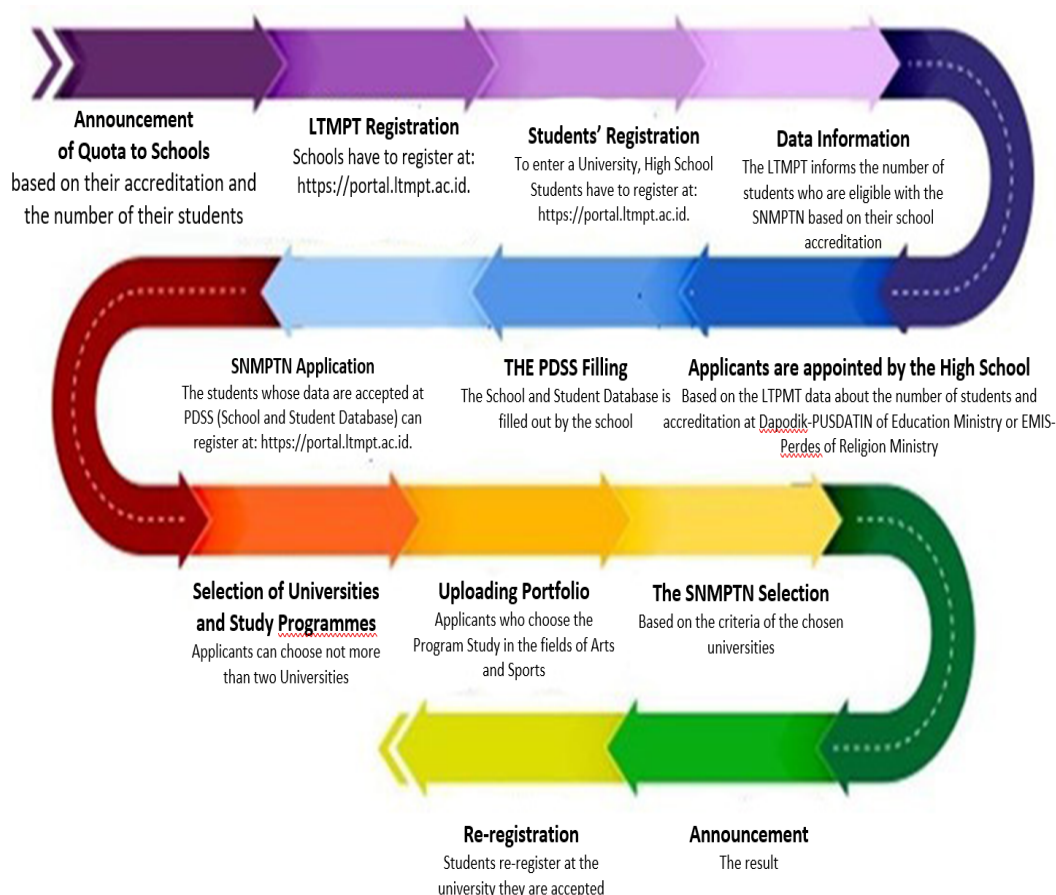 Announcement
of Quota to Schools
based on their accreditation and
the number of their students
LTMPT Registration
Schools have to register at:
https://portal.ltmpt.ac.id.
Students’ Registration
To enter a University, High School
Students have to register at:
https://portal.ltmpt.ac.id.
Data Information
The LTMPT informs the number of
students who are eligible with the
SNMPTN based on their school
accreditation
Applicants are appointed by the High School
Based on the LTPMT data about the number of students and
accreditation at Dapodik-PUSDATIN of Education Ministry or EMIS-
Perdes of Religion Ministry
THE PDSS Filling
The School and Student Database is
filled out by the school
SNMPTN Application
The students whose data are accepted at
PDSS (School and Student Database) can
register at: https://portal.ltmpt.ac.id.
Selection of Universities
and Study Programmes
Applicants can choose not more
than two Universities
Uploading Portfolio
Applicants who choose the
Program Study in the fields of Arts
and Sports
The SNMPTN Selection
Based on the criteria of the chosen
universities
Announcement
The result
Re-registration
Students re-register at the
university they are accepted